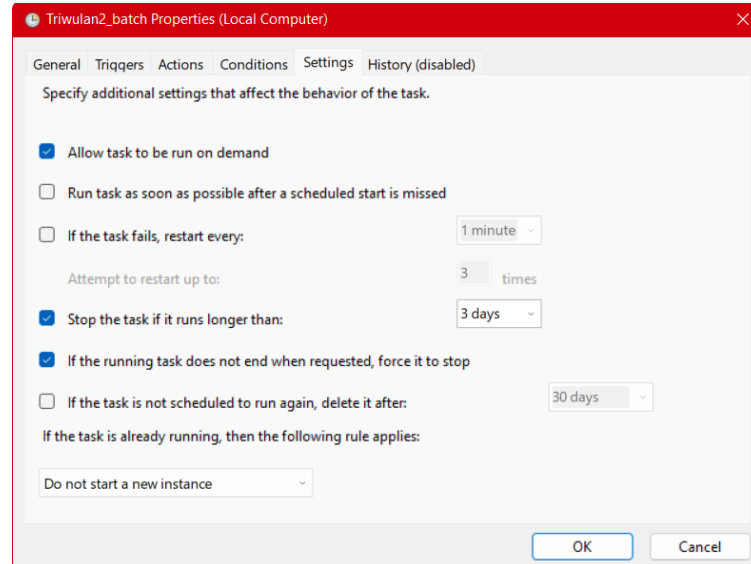 Triwulan2_batch Properties (Local Computer)
General Triggers Actions Conditions Settings History (disabled)
Specify additional settings that affect the behavior of the task.
Allow task to be run on demand
Run task as soon as possible after a scheduled start is missed
If the task fails, restart every: 1 minute
Attempt to restart up to: 3 times
Stop the task if it runs longer than: 3 days
If the running task does not end when requested, force it to stop
If the task is not scheduled to run again, delete it after: 30 days
If the task is already running, then the following rule applies:
Do not start a new instance
OK Cancel